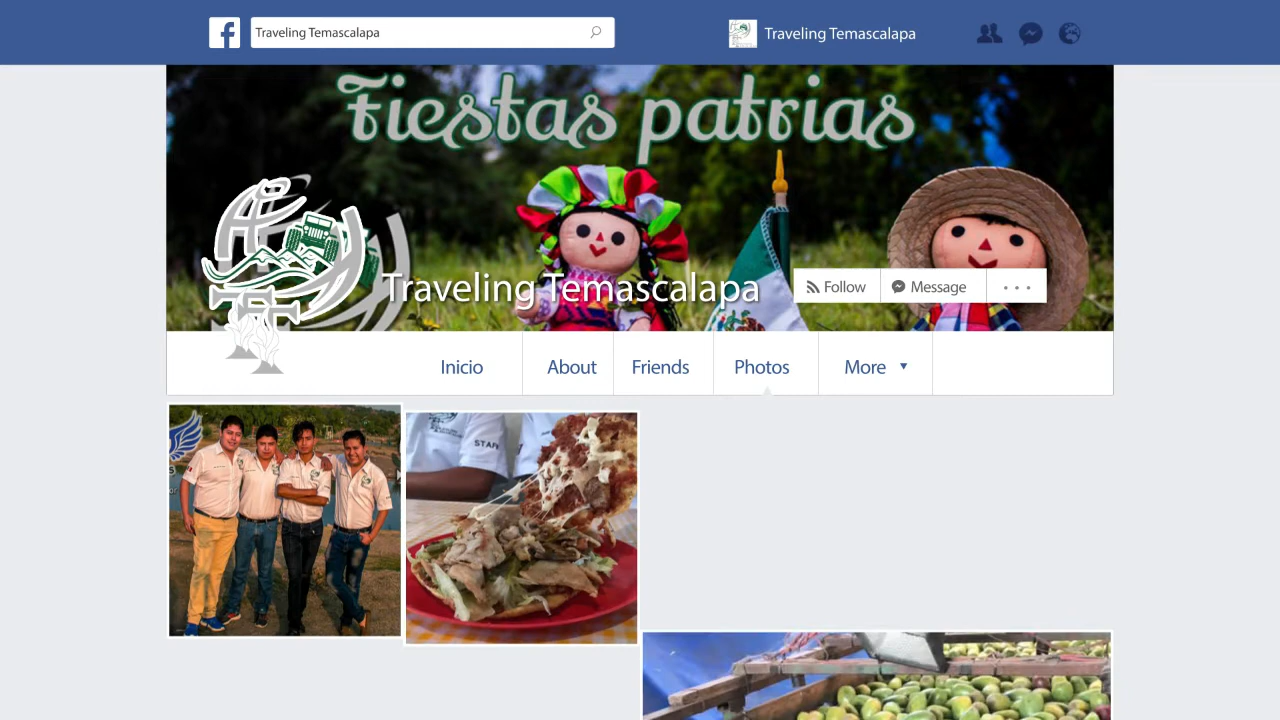 Traveling Temascalapa
Traveling Temascalapa
Fiestas patrias
Traveling Temascalapa
Follow
Message
Inicio
About
Friends
Photos
More
STAFF